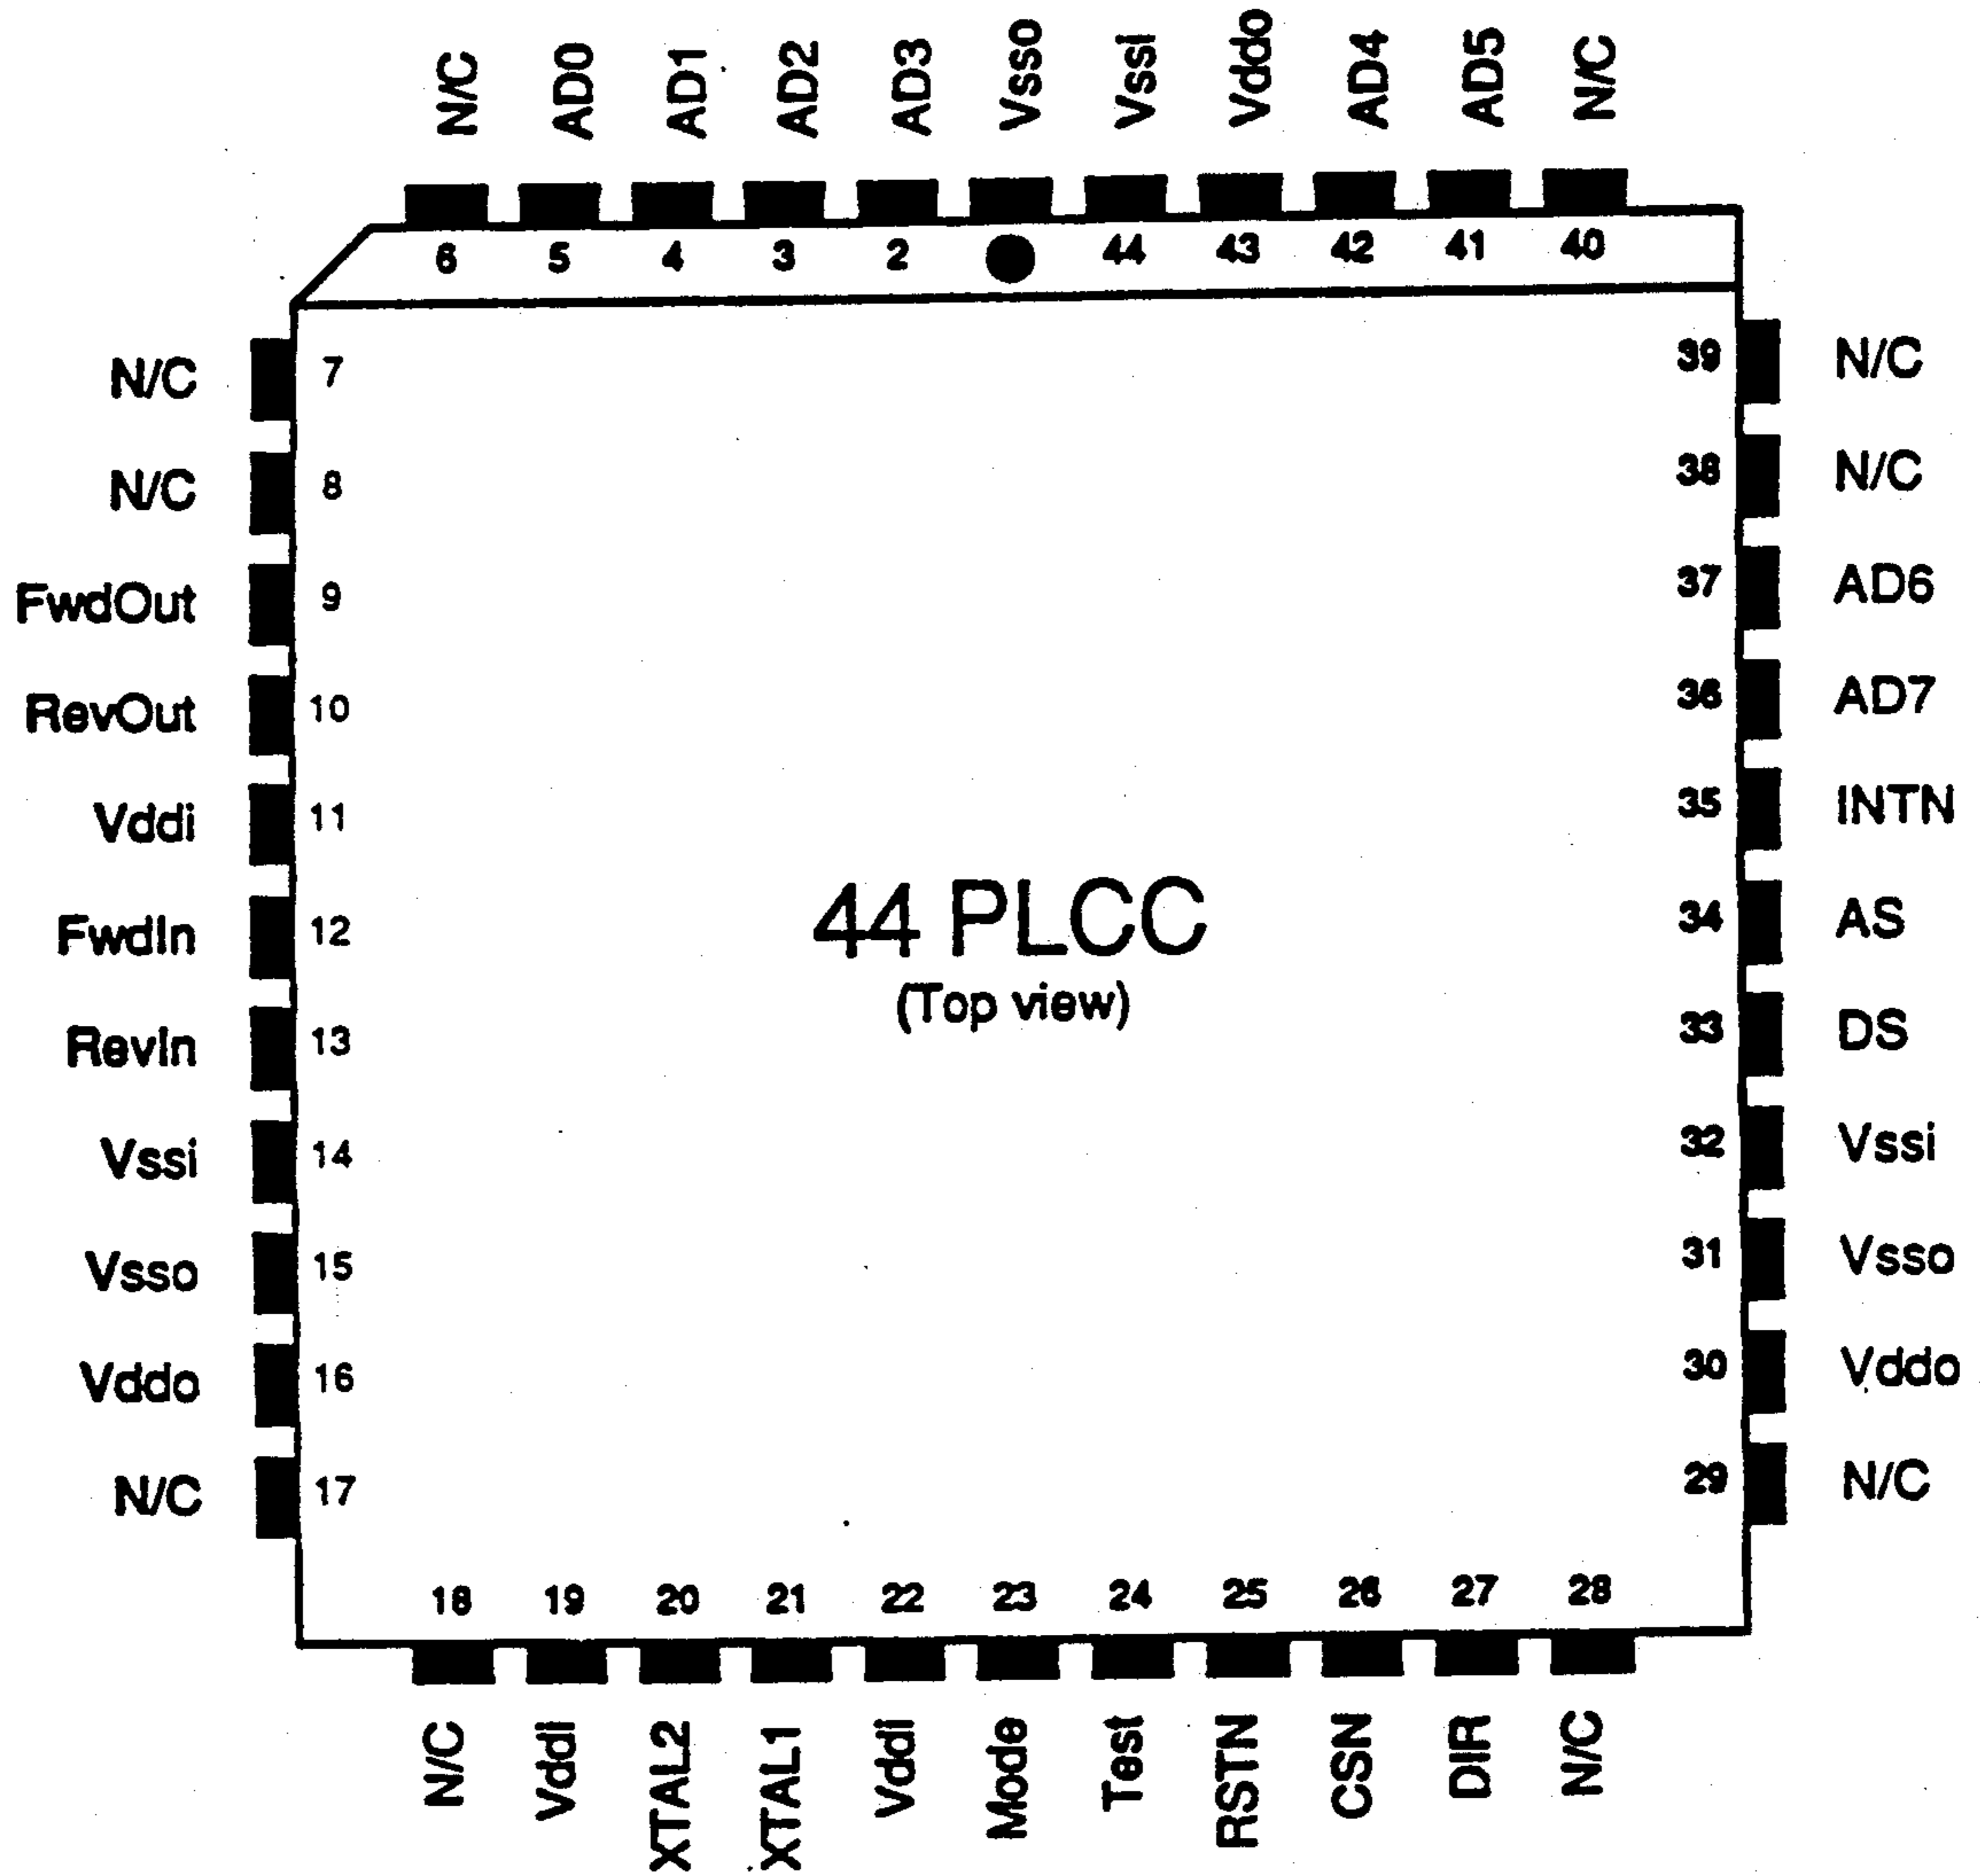 N/C AD0 AD1 AD2 AD3 Vsso Vssi Vddo AD4 AD5 N/C
6 5 4 3 2 44 43 42 41 40
N/C 7 39 N/C
N/C 8 38 N/C
FwdOut 9 37 AD6
RevOut 10 36 AD7
Vddi 11 35 INTN
FwdIn 12 34 AS
RevIn 13 33 DS
Vssi 14 32 Vssi
Vsso 15 31 Vsso
Vddo 16 30 Vddo
N/C 17 29 N/C
44 PLCC
(Top view)
18 19 20 21 22 23 24 25 26 27 28
N/C Vddi XTAL2 XTAL1 Vddi Mode Test RSTN CSN DIR N/C